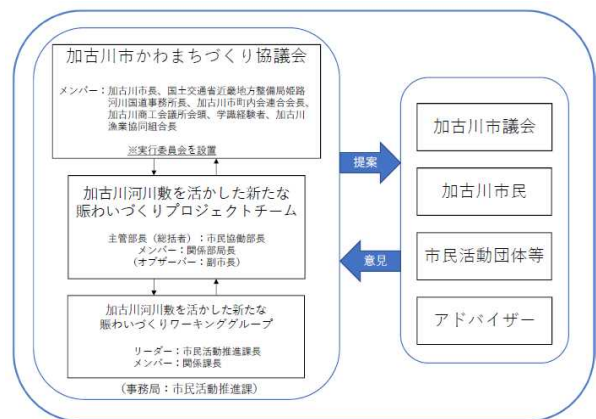 加古川市かわまちづくり協議会
メンバー：加古川市長、国土交通省近畿地方整備局姫路
河川国道事務所長、加古川市町内会連合会会長、
加古川商工会議所会頭、学識経験者、加古川
漁業協同組合長
※実行委員会を設置
加古川河川敷を活かした新たな
賑わいづくりプロジェクトチーム
主管部長（総括者）：市民協働部長
メンバー：関係部局長
（オブザーバー：副市長）
加古川河川敷を活かした新たな
賑わいづくりワーキンググループ
リーダー：市民活動推進課長
メンバー：関係課長
（事務局：市民活動推進課）
提案
意見
加古川市議会
加古川市民
市民活動団体等
アドバイザー